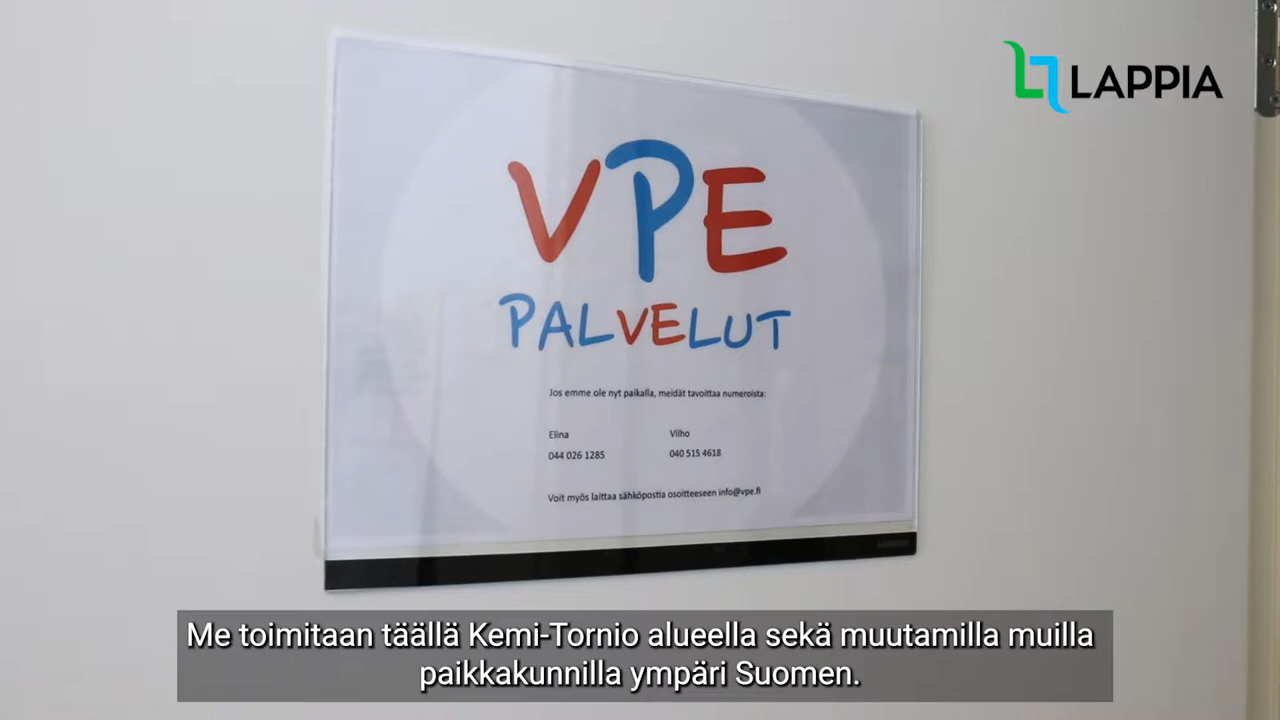 LAPPIA
VPE
PALVELUT
Jos emme ole nyt paikalla, meidät tavoittaa numeroista:
Elina Vilho
044 026 1285 040 515 4618
Voit myös laittaa sähköpostia osoitteeseen info@vpe.fi
Me toimitaan täällä Kemi-Tornio alueella sekä muutamilla muilla
paikkakunnilla ympäri Suomen.